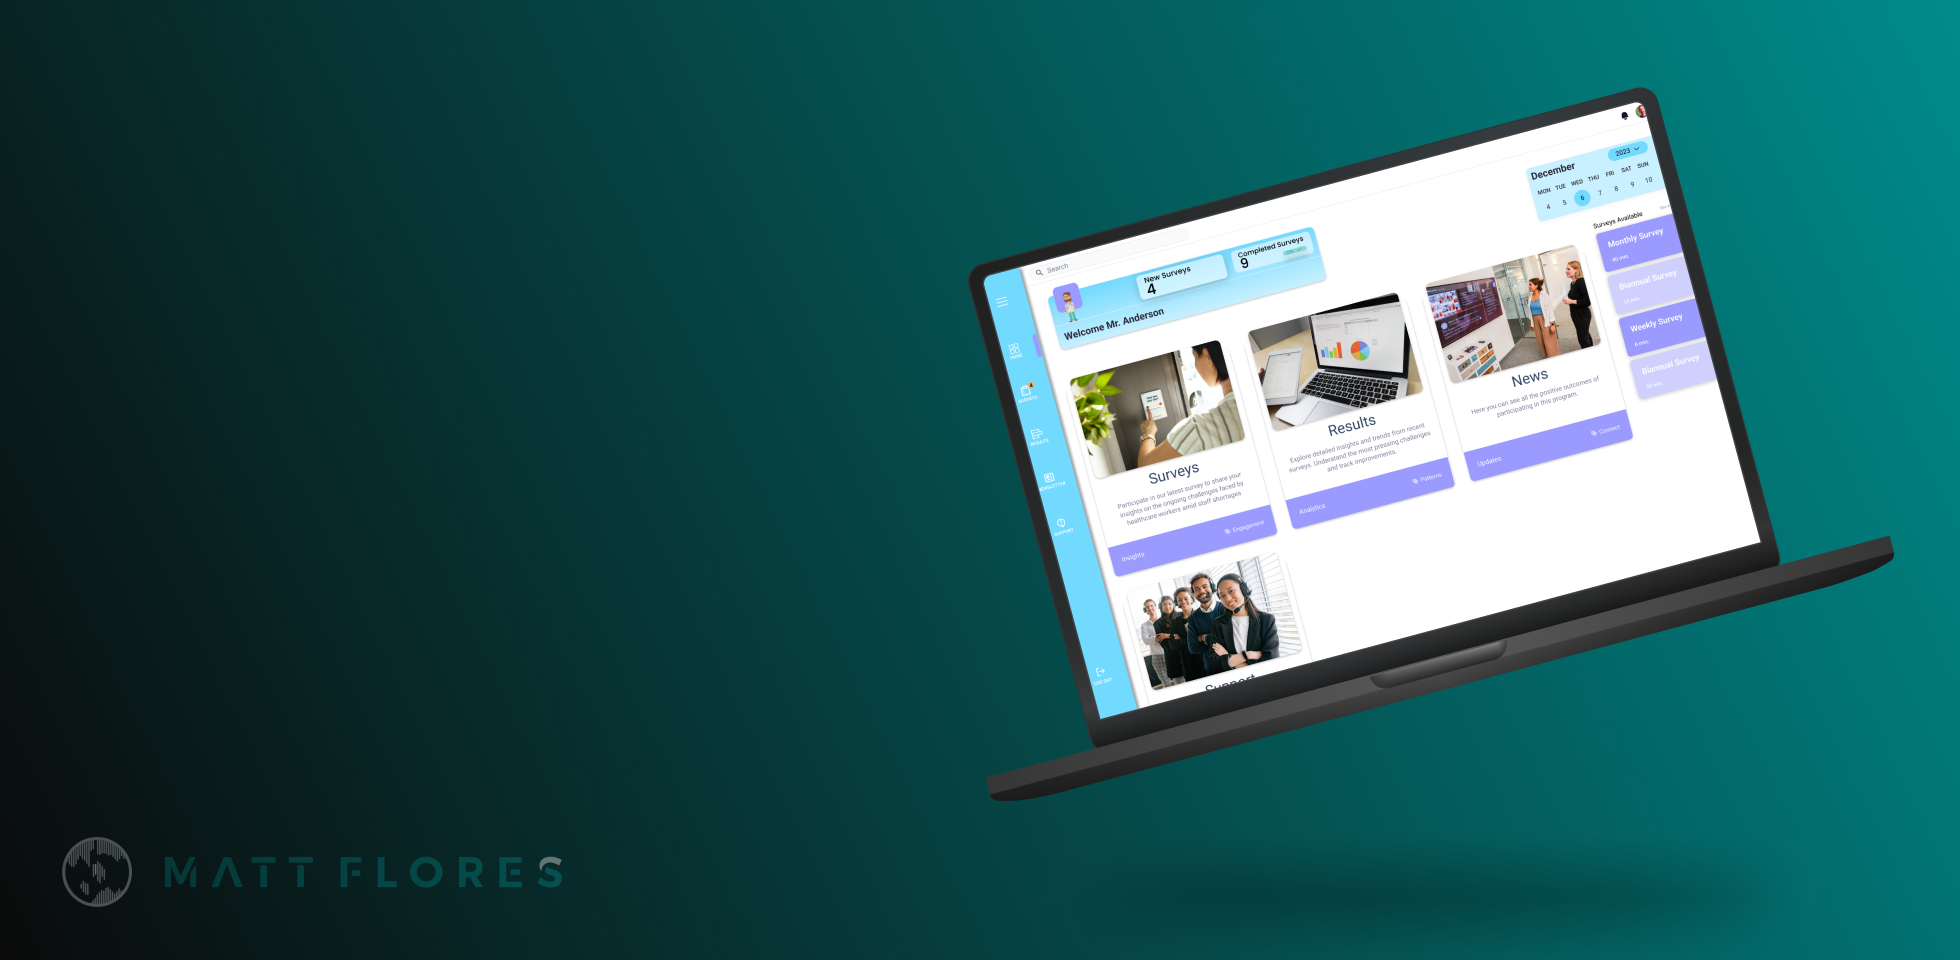 Search
December
2023
MON TUE WED THU FRI SAT SUN
4 5 6 7 8 9 10
New Surveys
4
Completed Surveys
9
Welcome Mr. Anderson
HOME
SURVEYS
RESULTS
NEWSLETTER
SUPPORT
LOG OUT
Surveys
Participate in our latest survey to share your
insights on the ongoing challenges faced by
healthcare workers amid staff shortages
Insights
Engagement
Results
Explore detailed insights and trends from recent
surveys. Understand the most pressing challenges
and track improvements.
Analytics
Patterns
News
Here you can see all the positive outcomes of
participating in this program.
Updates
Connect
Support
Surveys Available
Monthly Survey
40 min
Biannual Survey
12 min
Weekly Survey
6 min
Biannual Survey
MATT FLORES